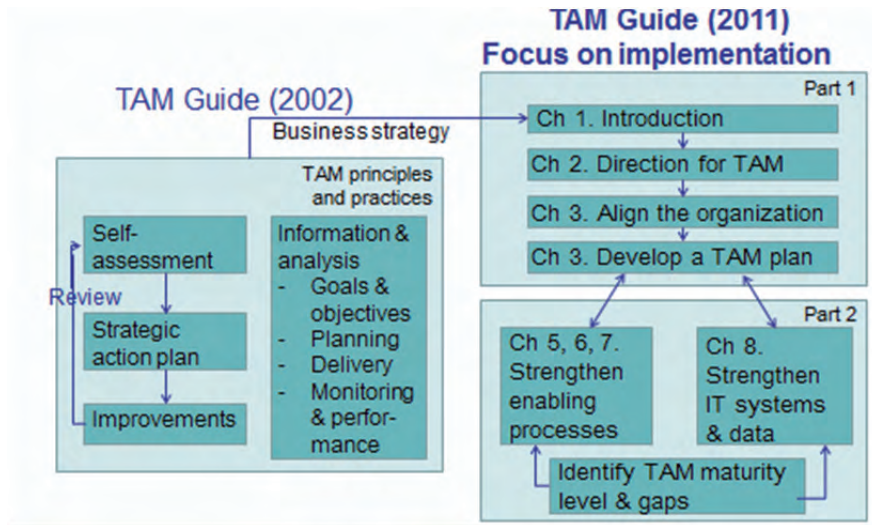 TAM Guide (2011)
Focus on implementation
TAM Guide (2002)
Business strategy
TAM principles
and practices
Self-
assessment
Review
Strategic
action plan
Improvements
Information &
analysis
- Goals &
objectives
- Planning
- Delivery
- Monitoring
& perfor-
mance
Part 1
Ch 1. Introduction
Ch 2. Direction for TAM
Ch 3. Align the organization
Ch 3. Develop a TAM plan
Part 2
Ch 5, 6, 7.
Strengthen
enabling
processes
Ch 8.
Strengthen
IT systems
& data
Identify TAM maturity
level & gaps